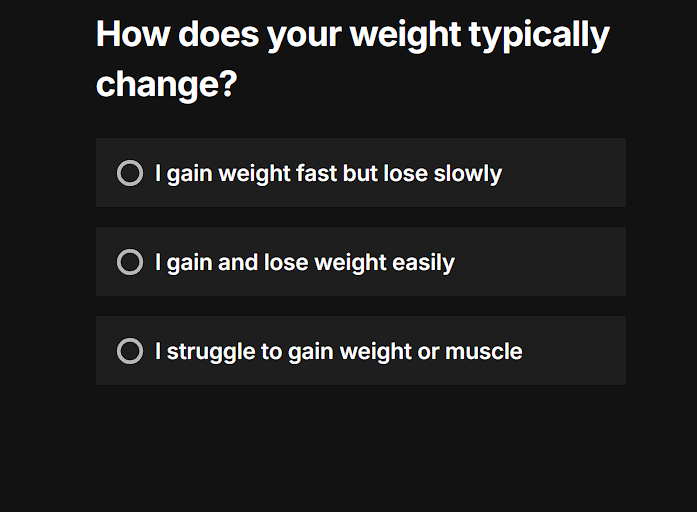 How does your weight typically
change?
I gain weight fast but lose slowly
I gain and lose weight easily
I struggle to gain weight or muscle